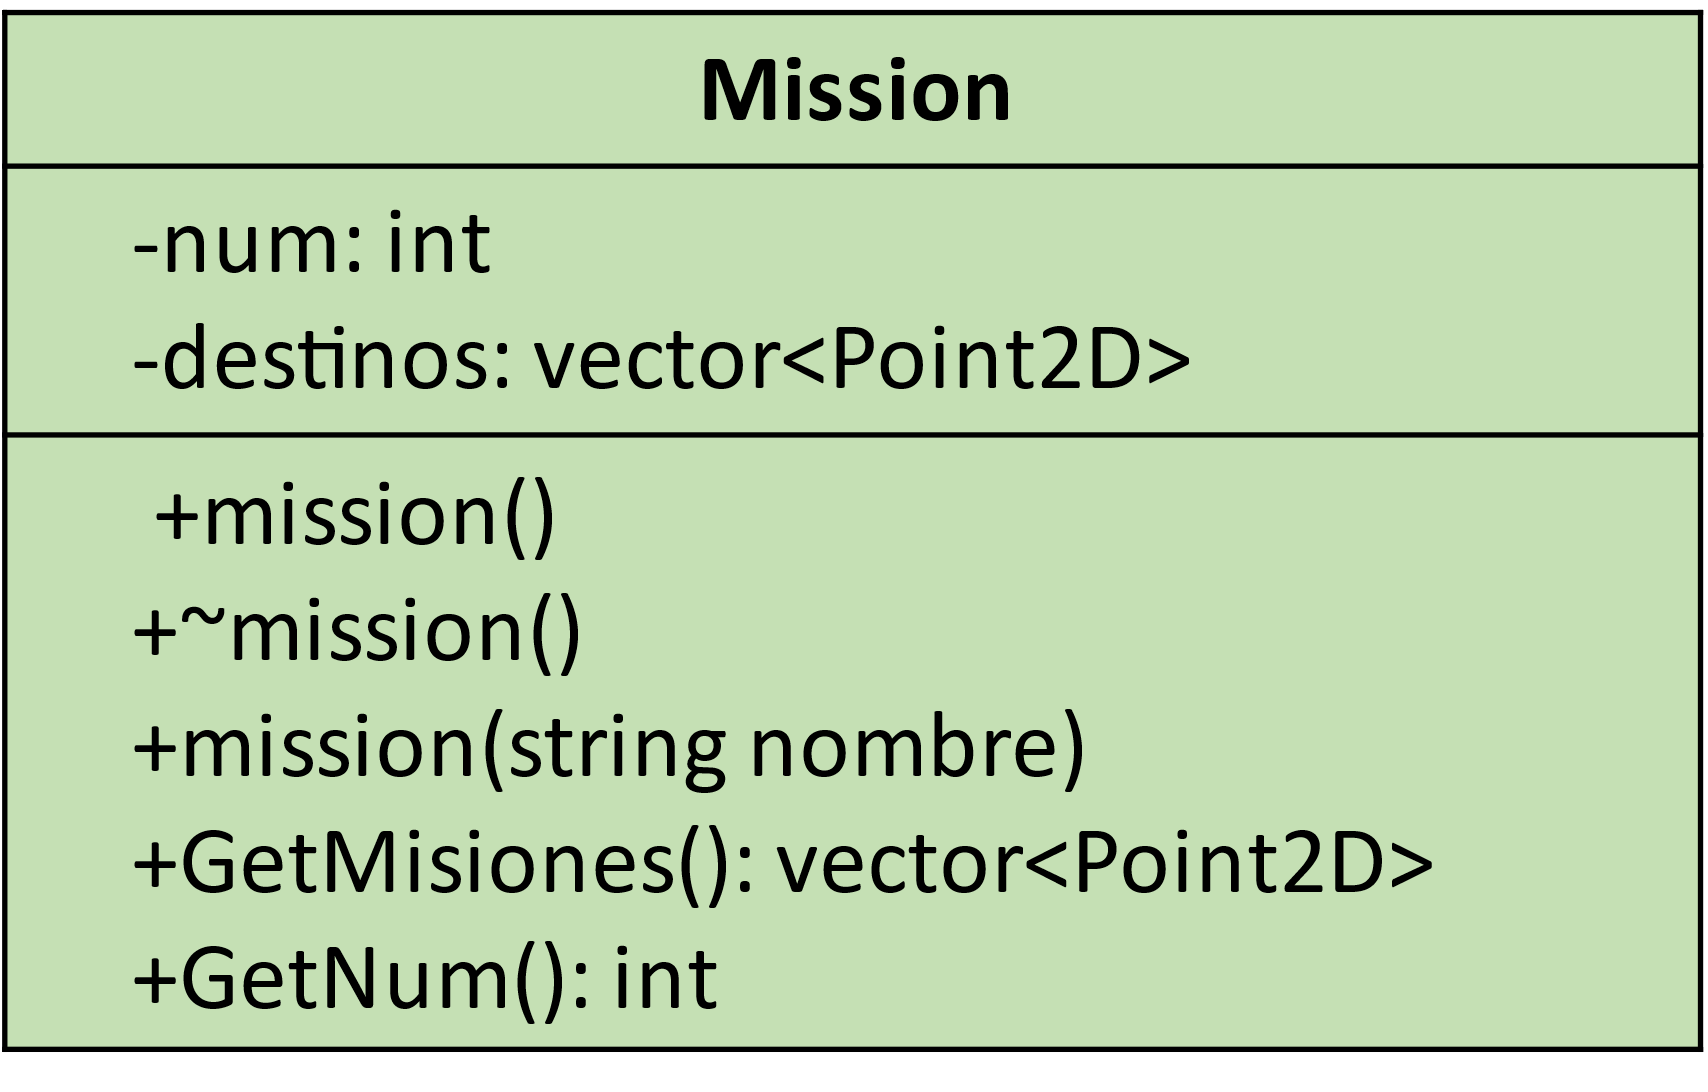 Mission
-num: int
-destinos: vector<Point2D>
+mission()
+~mission()
+mission(string nombre)
+GetMisiones(): vector<Point2D>
+GetNum(): int